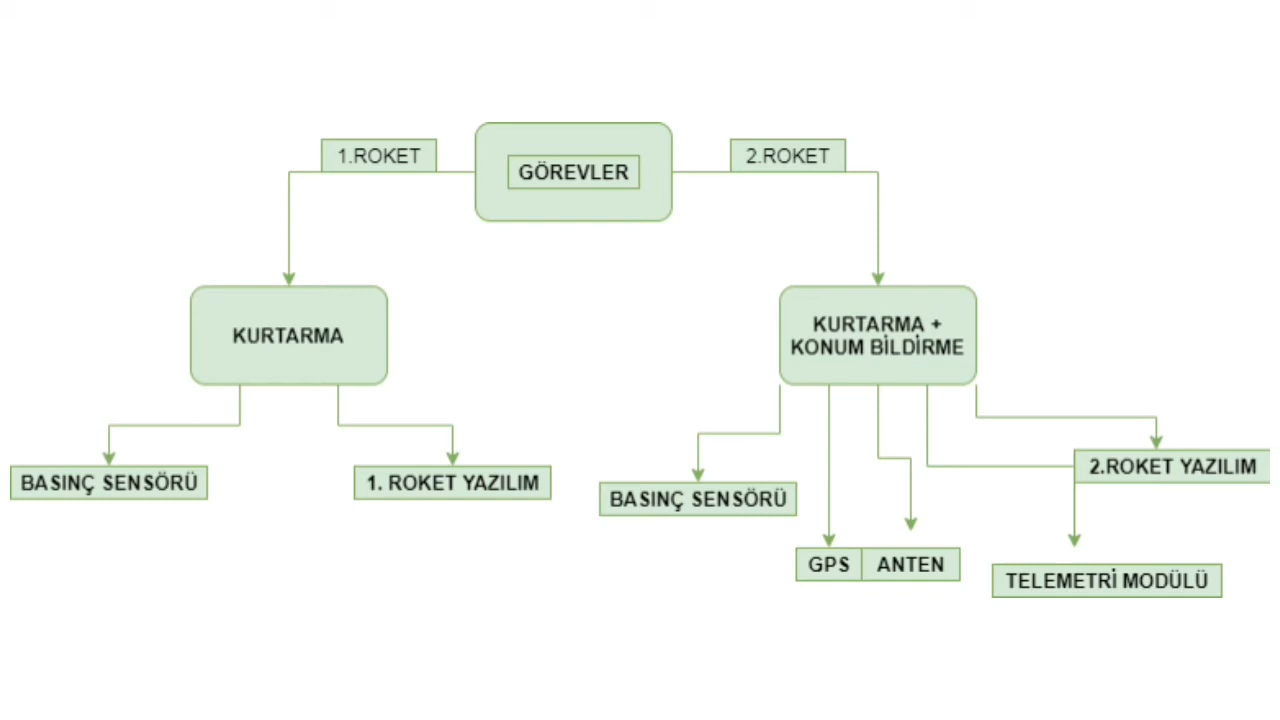 1.ROKET
GÖREVLER
2.ROKET
KURTARMA
KURTARMA +
KONUM BİLDİRME
BASINÇ SENSÖRÜ
1. ROKET YAZILIM
BASINÇ SENSÖRÜ
2.ROKET YAZILIM
GPS
ANTEN
TELEMETRİ MODÜLÜ